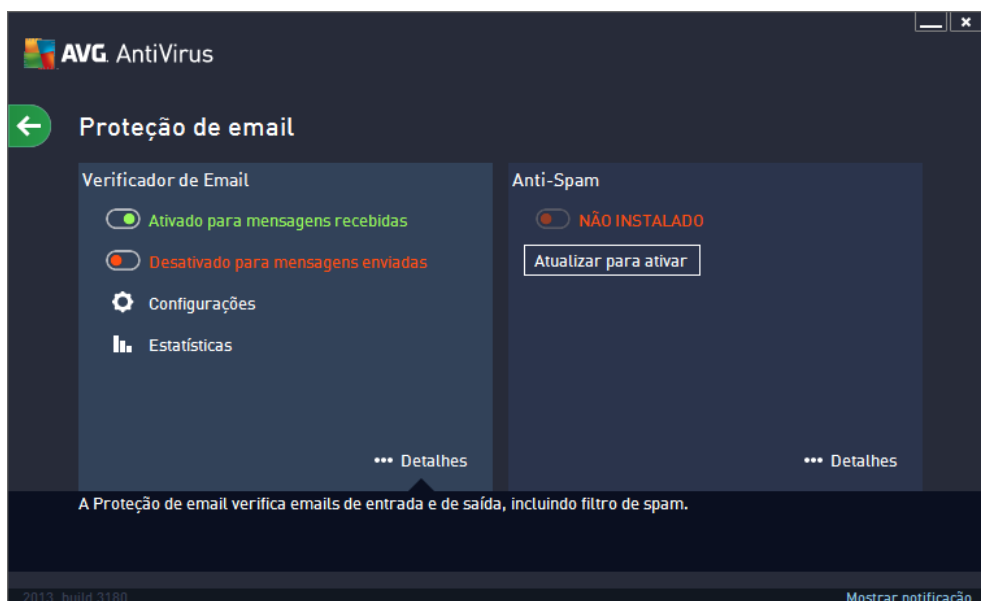 AVG. AntiVirus
Proteção de email
Verificador de Email
Ativado para mensagens recebidas
Desativado para mensagens enviadas
Configurações
Estatísticas
••• Detalhes
Anti-Spam
NÃO INSTALADO
Atualizar para ativar
••• Detalhes
A Proteção de email verifica emails de entrada e de saída, incluindo filtro de spam.
2013 build 3180
Mostrar notificação